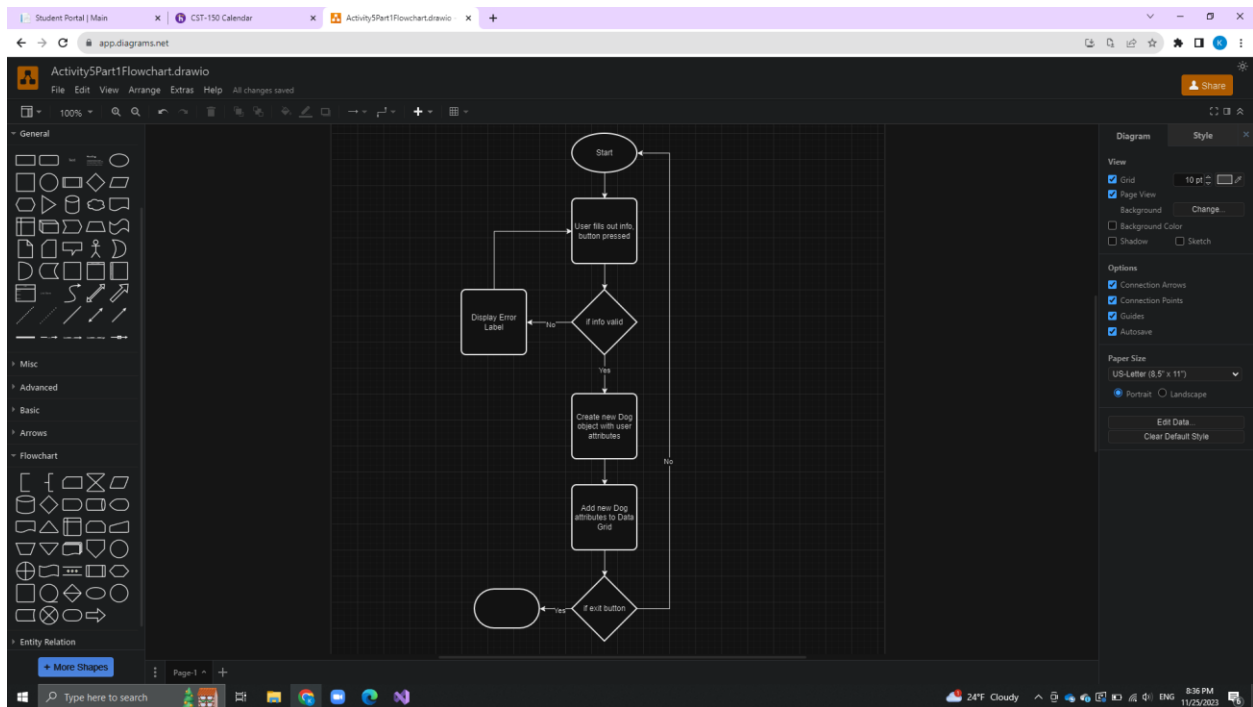 Student Portal | Main
CST-150 Calendar
Activity5Part1Flowchart.drawio
app.diagrams.net
K
Activity5Part1Flowchart.drawio
File Edit View Arrange Extras Help All changes saved
Share
100%
General
Misc
Advanced
Basic
Arrows
Flowchart
Entity Relation
+ More Shapes
Start
User fills out info,
button pressed
Display Error
Label
No
if info valid
Yes
Create new Dog
object with user
attributes
No
Add new Dog
attributes to Data
Grid
Yes
if exit button
Page-1
Diagram Style
View
Grid 10 pt
Page View
Background Change...
Background Color
Shadow Sketch
Options
Connection Arrows
Connection Points
Guides
Autosave
Paper Size
US-Letter (8,5" x 11")
Portrait Landscape
Edit Data...
Clear Default Style
Type here to search
24°F Cloudy
ENG
8:36 PM
11/25/2023